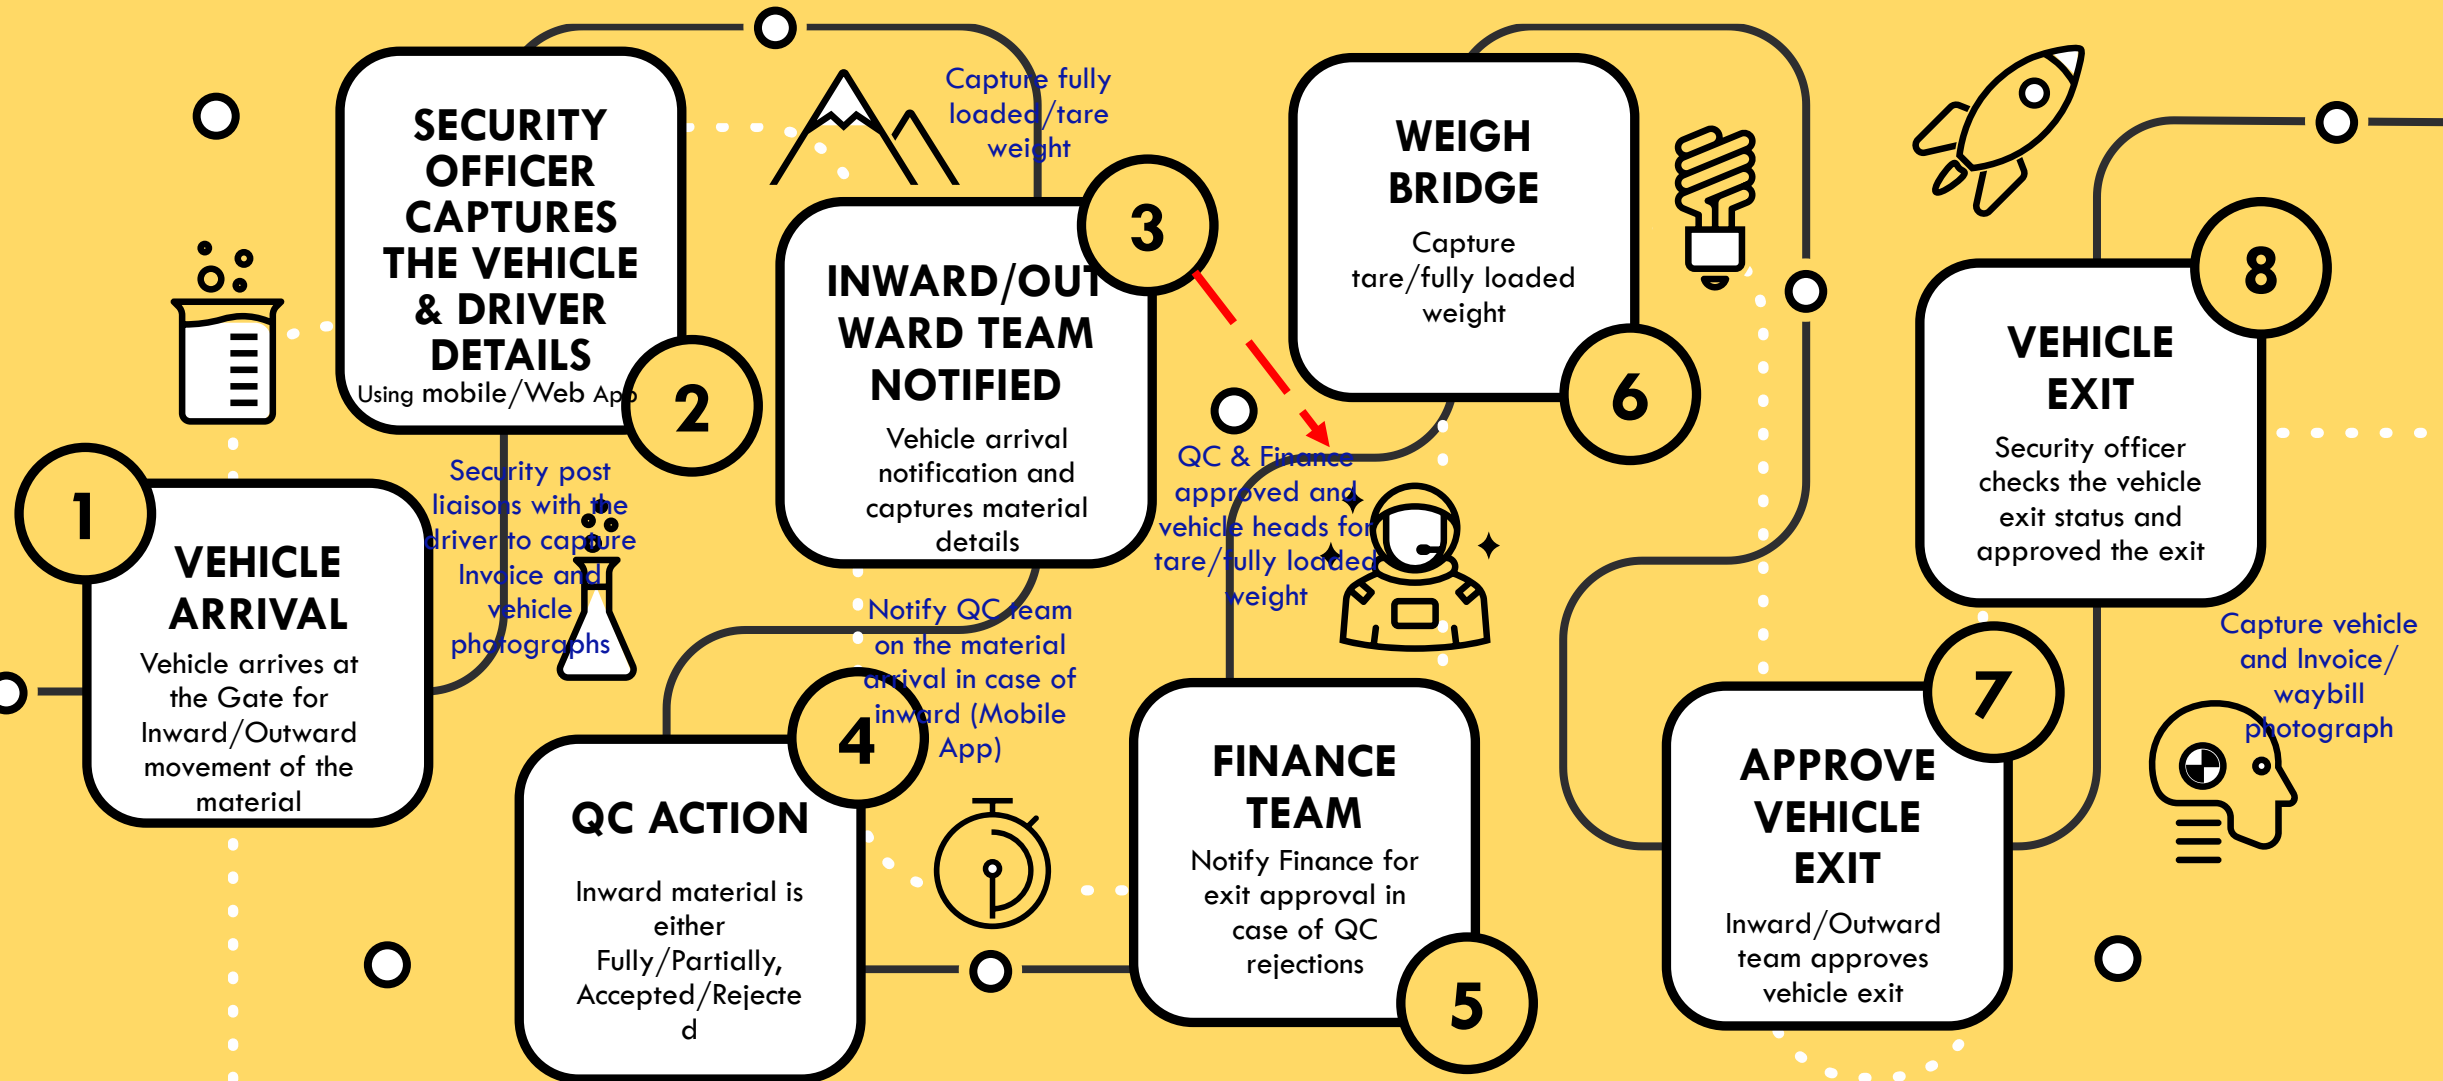 1
VEHICLE
ARRIVAL
Vehicle arrives at
the Gate for
Inward/Outward
movement of the
material
SECURITY
OFFICER
CAPTURES
THE VEHICLE
& DRIVER
DETAILS
Using mobile/Web App
2
Security post
liaisons with the
driver to capture
Invoice and
vehicle
photographs
Capture fully
loaded/tare
weight
3
INWARD/OUT
WARD TEAM
NOTIFIED
Vehicle arrival
notification and
captures material
details
Notify QC team
on the material
arrival in case of
inward (Mobile
App)
4
QC ACTION
Inward material is
either
Fully/Partially,
Accepted/Rejecte
d
FINANCE
TEAM
Notify Finance for
exit approval in
case of QC
rejections
5
QC & Finance
approved and
vehicle heads for
tare/fully loaded
weight
WEIGH
BRIDGE
Capture
tare/fully loaded
weight
6
7
APPROVE
VEHICLE
EXIT
Inward/Outward
team approves
vehicle exit
8
VEHICLE
EXIT
Security officer
checks the vehicle
exit status and
approved the exit
Capture vehicle
and Invoice/
waybill
photograph